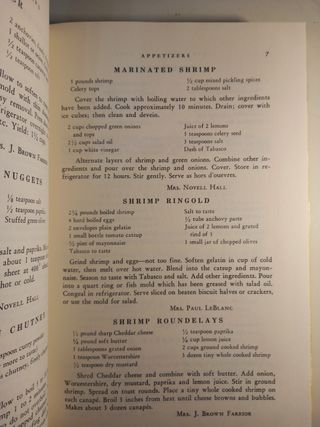 APPETIZERS 7
MARINATED SHRIMP
5 pounds shrimp
Celery tops
½ cup mixed pickling spices
2 tablespoons salt
Cover the shrimp with boiling water to which other ingredients
have been added. Cook approximately 10 minutes. Drain; cover with
ice cubes; then clean and devein.
2 cups chopped green onions
and tops
2½ cups salad oil
1 cup white vinegar
Juice of 2 lemons
5 teaspoons celery seed
3 teaspoons salt
Dash of Tabasco
Alternate layers of shrimp and green onions. Combine other in-
gredients and pour over the shrimp and onions. Cover. Store in re-
frigerator for 12 hours. Stir gently. Serve as hors d'oeuvres.
MRS. NOVELL HALL
SHRIMP RINGOLD
2¾ pounds boiled shrimp
4 hard boiled eggs
2 envelopes plain gelatin
1 small bottle tomato catsup
½ pint of mayonnaise
Tabasco to taste
Salt to taste
½ tube anchovy paste
Juice of 2 lemons and grated
rind of 1
1 small jar of chopped olives
Grind shrimp and eggs—not too fine. Soften gelatin in cup of cold
water, then melt over hot water. Blend into the catsup and mayon-
naise. Season to taste with Tabasco and salt. Add other ingredients. Pour
into a quart ring or fish mold which has been greased with salad oil.
Congeal in refrigerator. Serve sliced on beaten biscuit halves or crackers,
or use the mold for salad.
MRS. PAUL LEBLANC
SHRIMP ROUNDELAYS
½ pound sharp Cheddar cheese
¼ pound soft butter
1 tablespoon grated onion
1 teaspoon Worcestershire
½ teaspoon dry mustard
½ teaspoon paprika
¼ cup lemon juice
2 cups ground cooked shrimp
3 dozen tiny whole cooked shrimp
Shred Cheddar cheese and combine with soft butter. Add onion,
Worcestershire, dry mustard, paprika and lemon juice. Stir in ground
shrimp. Spread on toast rounds. Place a tiny whole cooked shrimp on
each canapé. Broil 3 inches from heat until cheese browns and bubbles.
Makes about 3 dozen canapés.
MRS. J. BROWN FARRIOR